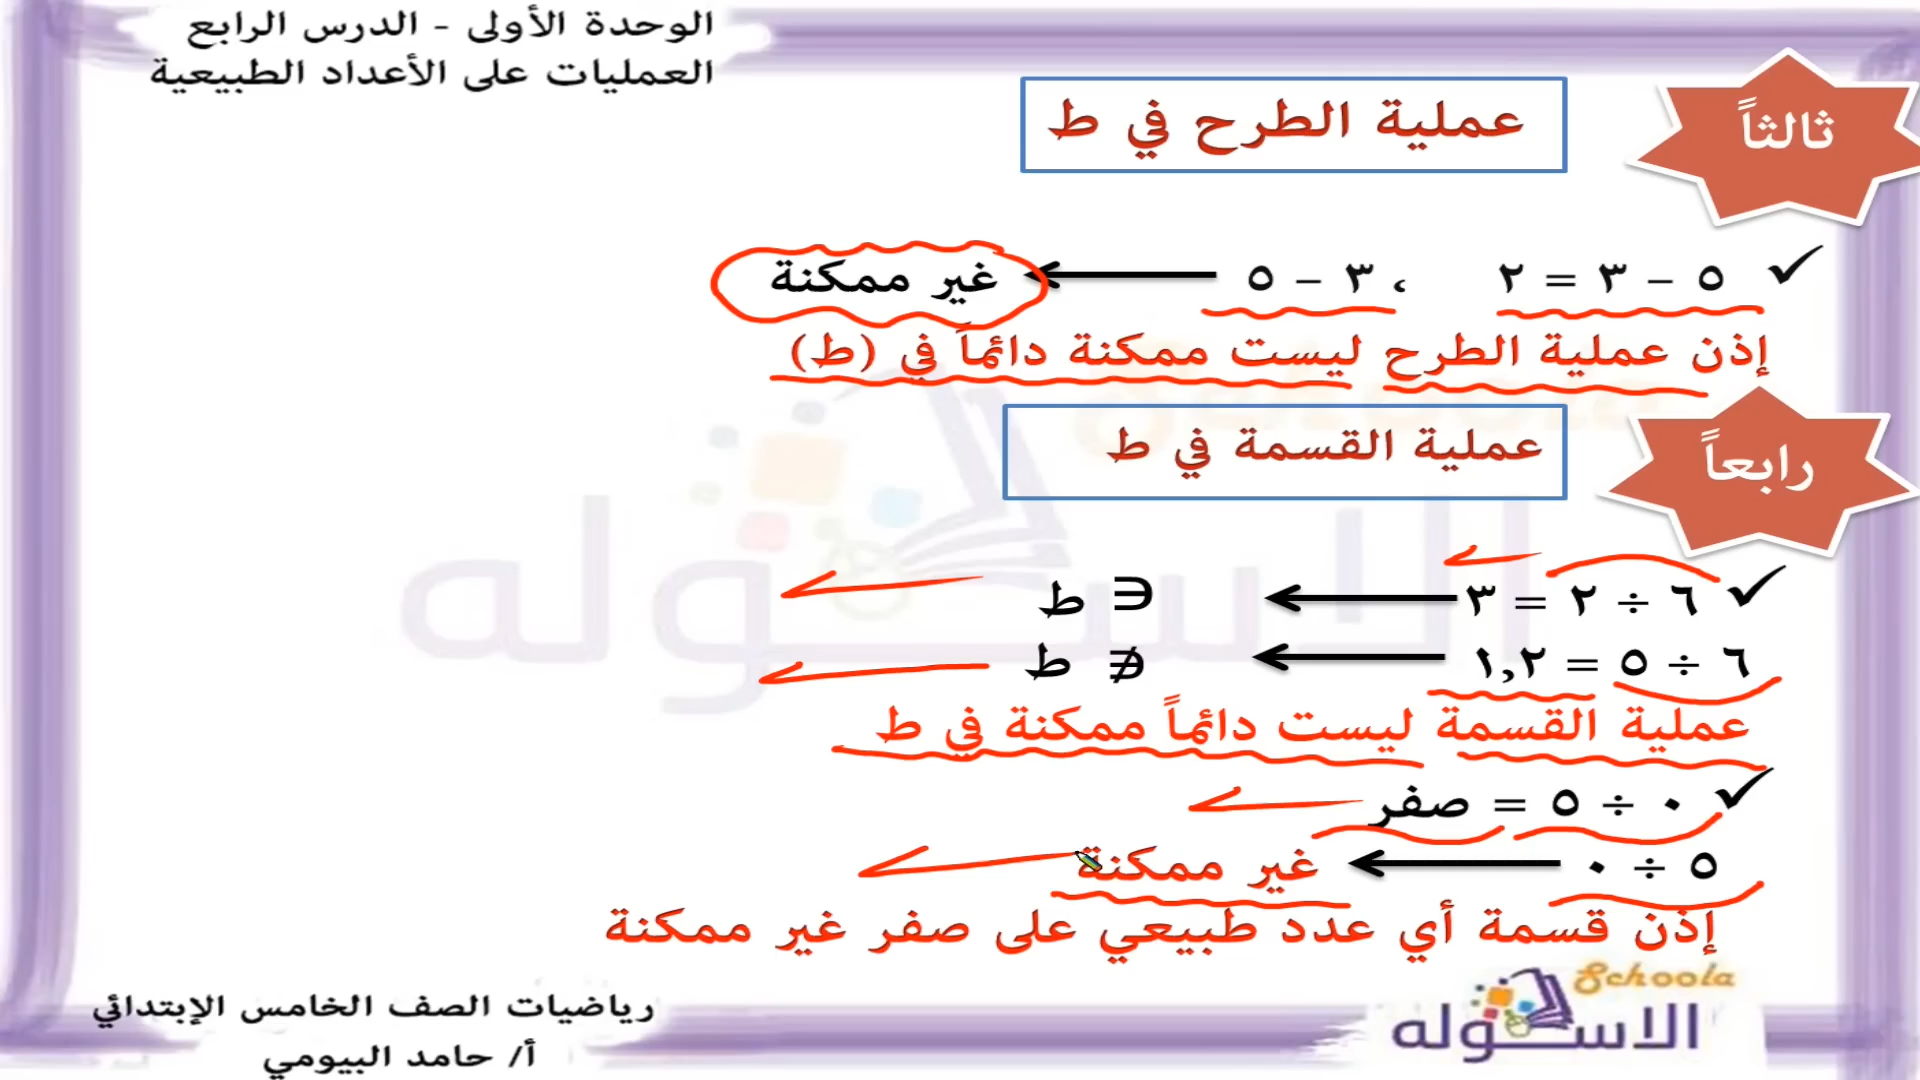 الوحدة الأولى - الدرس الرابع
العمليات على الأعداد الطبيعية
ثالثاً
عملية الطرح في ط
٥ − ٣ = ٢ ، ٣ − ٥ ← غير ممكنة
إذن عملية الطرح ليست ممكنة دائماً في (ط)
رابعاً
عملية القسمة في ط
٦ ÷ ٢ = ٣ ← ∈ ط
٦ ÷ ٥ = ١,٢ ← ∉ ط
عملية القسمة ليست دائماً ممكنة في ط
٠ ÷ ٥ = صفر
٥ ÷ ٠ ← غير ممكنة
إذن قسمة أي عدد طبيعي على صفر غير ممكنة
رياضيات الصف الخامس الإبتدائي
أ/ حامد البيومي
Schoola
الاسكوله